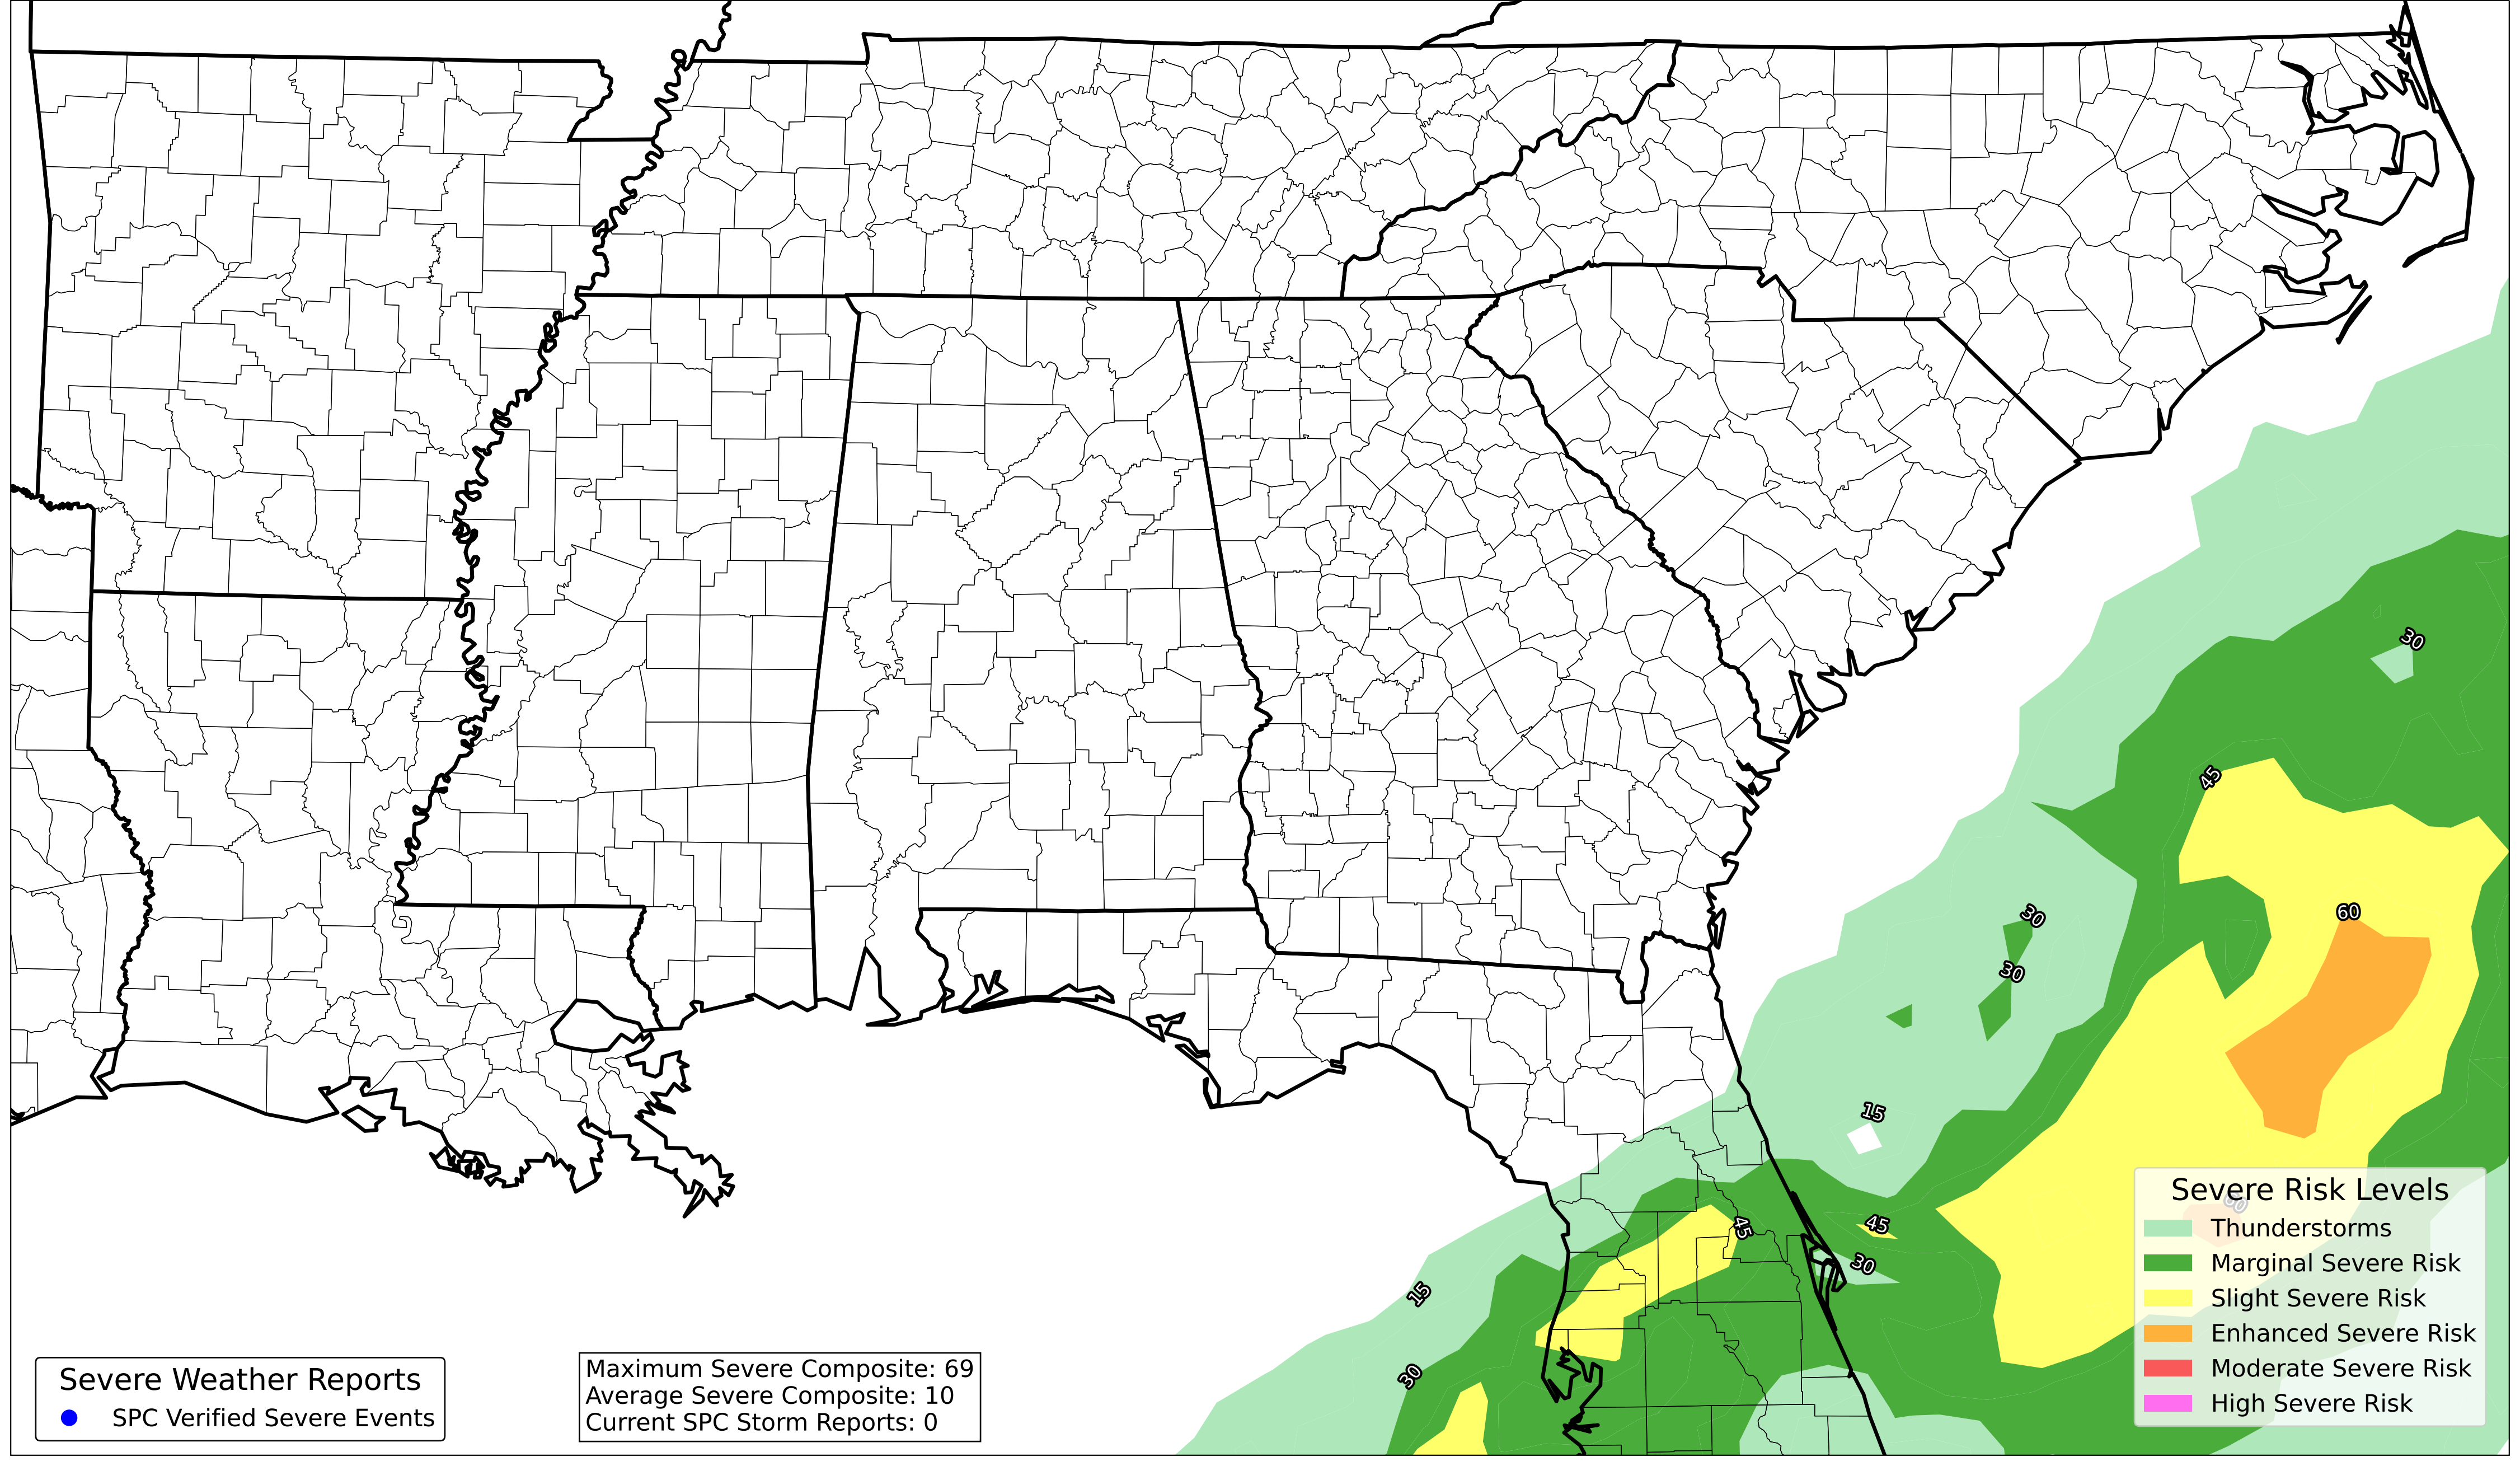 30
45
30
60
30
15
45
45
30
60
15
30
Severe Risk Levels
Thunderstorms
Marginal Severe Risk
Slight Severe Risk
Enhanced Severe Risk
Moderate Severe Risk
High Severe Risk
Severe Weather Reports
SPC Verified Severe Events
Maximum Severe Composite: 69
Average Severe Composite: 10
Current SPC Storm Reports: 0